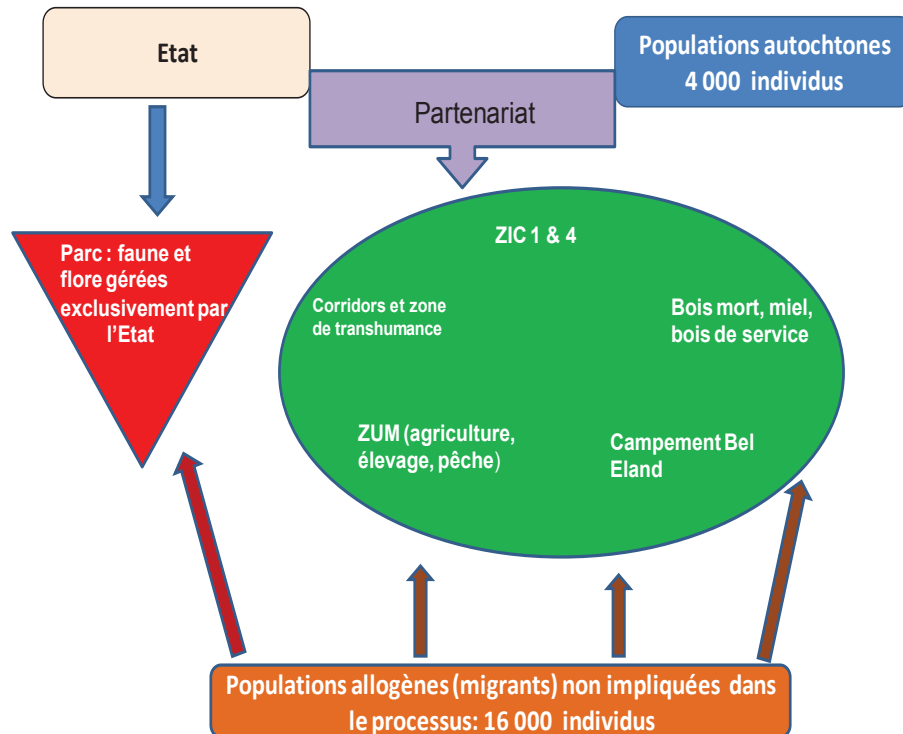 Etat
Populations autochtones
4 000 individus
Partenariat
ZIC 1 & 4
Parc : faune et
flore gérées
exclusivement par
l'Etat
Corridors et zone
de transhumance
Bois mort, miel,
bois de service
ZUM (agriculture,
élevage, pêche)
Campement Bel
Eland
Populations allogènes (migrants) non impliquées dans
le processus: 16 000 individus